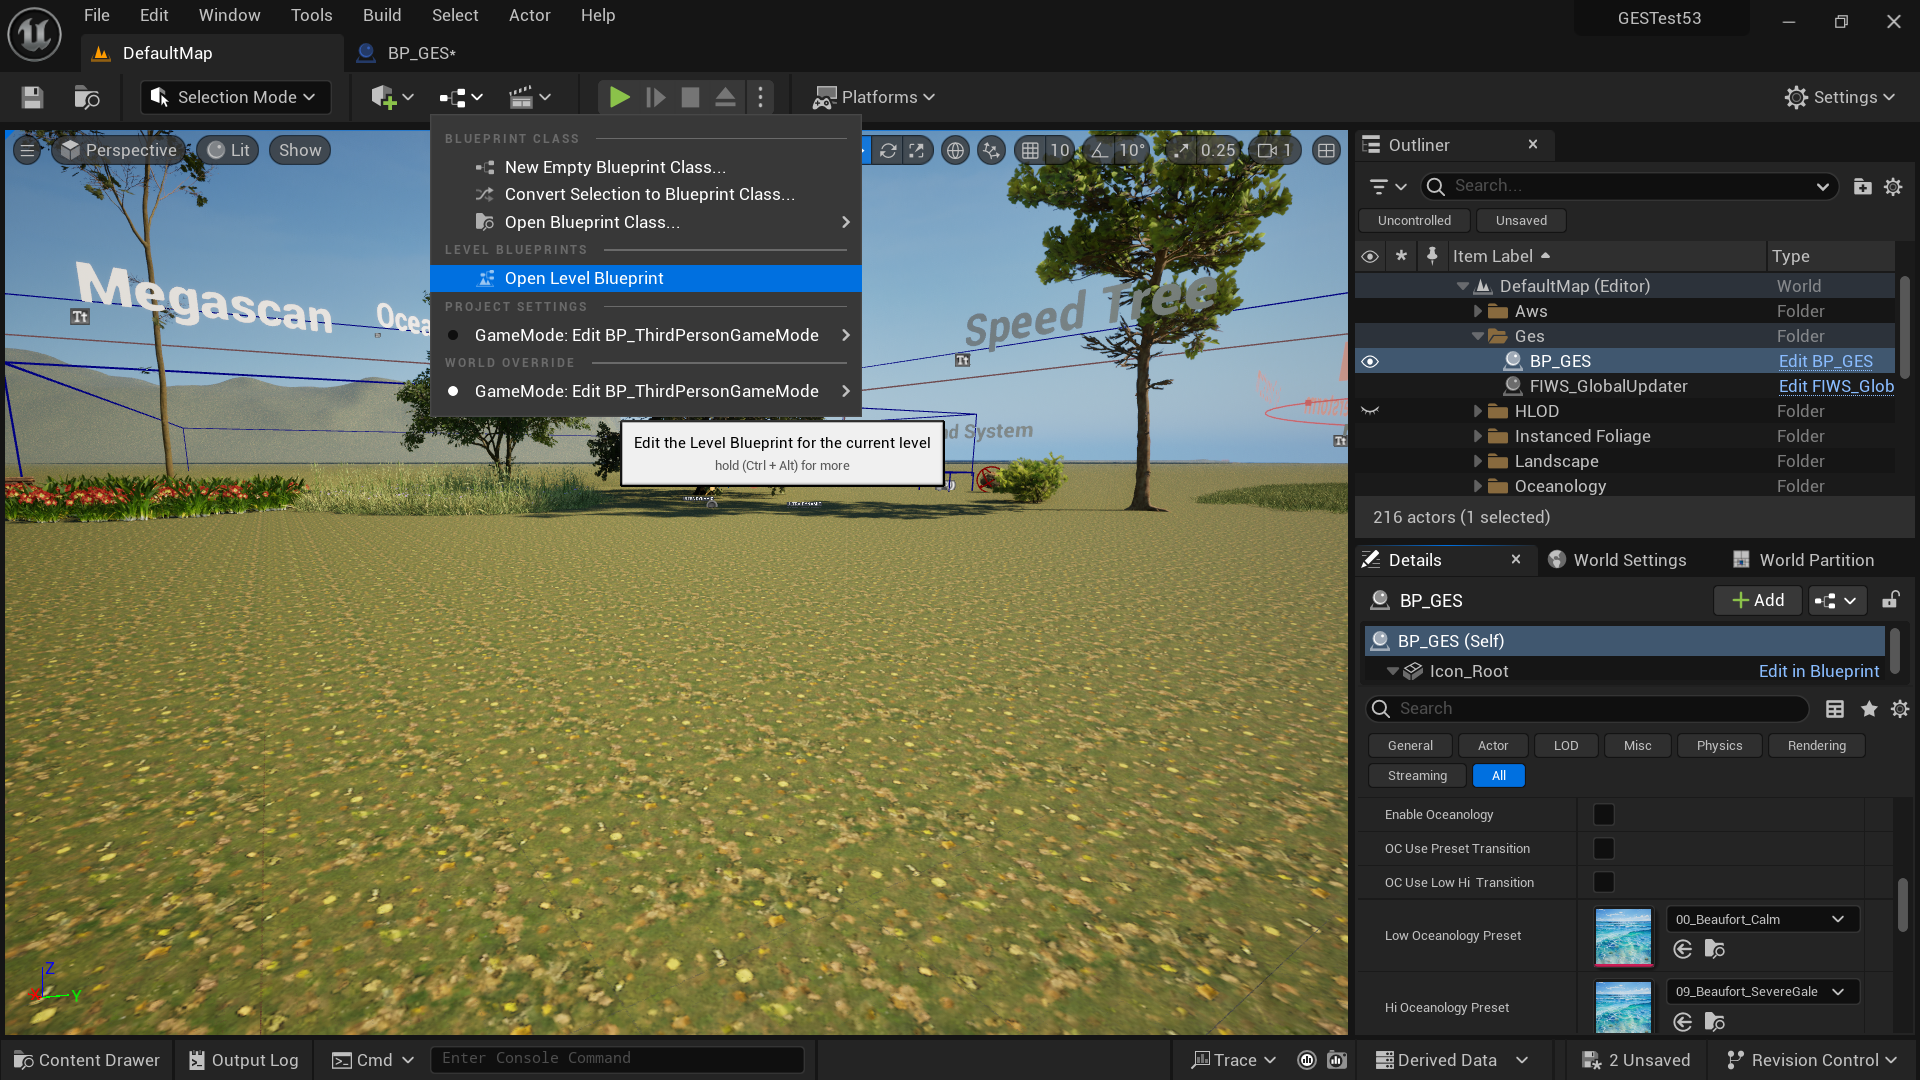 File Edit Window Tools Build Select Actor Help
GESTest53
DefaultMap
BP_GES*
Selection Mode
Platforms
Settings
Perspective
Lit
Show
10
10°
0.25
1
BLUEPRINT CLASS
New Empty Blueprint Class...
Convert Selection to Blueprint Class...
Open Blueprint Class...
LEVEL BLUEPRINTS
Open Level Blueprint
PROJECT SETTINGS
GameMode: Edit BP_ThirdPersonGameMode
WORLD OVERRIDE
GameMode: Edit BP_ThirdPersonGameMode
Edit the Level Blueprint for the current level
hold (Ctrl + Alt) for more
Megascan
Ocea
Speed Tree
nd System
Tt
Tt
Tt
Z
X
Y
Outliner
Search...
Uncontrolled
Unsaved
Item Label
Type
DefaultMap (Editor) World
Aws Folder
Ges Folder
BP_GES Edit BP_GES
FIWS_GlobalUpdater Edit FIWS_Glob
HLOD Folder
Instanced Foliage Folder
Landscape Folder
Oceanology Folder
216 actors (1 selected)
Details
World Settings
World Partition
BP_GES
Add
BP_GES (Self)
Icon_Root Edit in Blueprint
Search
General Actor LOD Misc Physics Rendering
Streaming All
Enable Oceanology
OC Use Preset Transition
OC Use Low Hi Transition
Low Oceanology Preset
00_Beaufort_Calm
Hi Oceanology Preset
09_Beaufort_SevereGale
Content Drawer
Output Log
Cmd
Enter Console Command
Trace
Derived Data
2 Unsaved
Revision Control